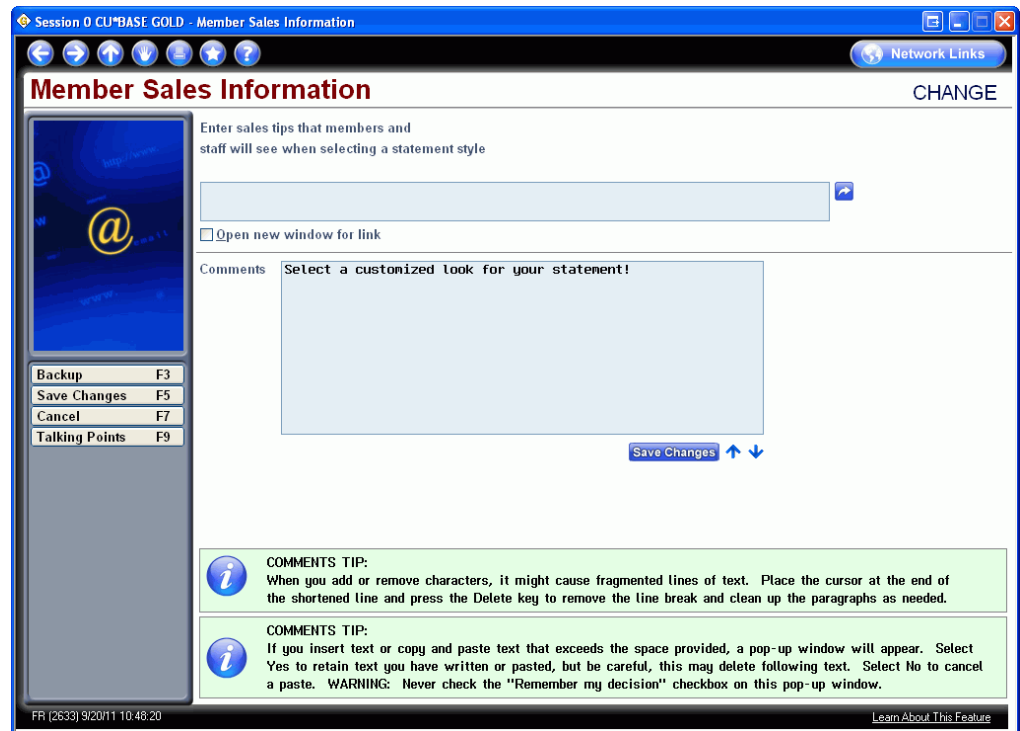 Session 0 CU*BASE GOLD - Member Sales Information
Network Links
Member Sales Information
CHANGE
Enter sales tips that members and
staff will see when selecting a statement style
Open new window for link
Comments
Select a customized look for your statement!
Backup F3
Save Changes F5
Cancel F7
Talking Points F9
Save Changes
COMMENTS TIP:
When you add or remove characters, it might cause fragmented lines of text. Place the cursor at the end of
the shortened line and press the Delete key to remove the line break and clean up the paragraphs as needed.
COMMENTS TIP:
If you insert text or copy and paste text that exceeds the space provided, a pop-up window will appear. Select
Yes to retain text you have written or pasted, but be careful, this may delete following text. Select No to cancel
a paste. WARNING: Never check the "Remember my decision" checkbox on this pop-up window.
FR (2633) 9/20/11 10:48:20
Learn About This Feature
http://www.
@
@
w
email
www.
@